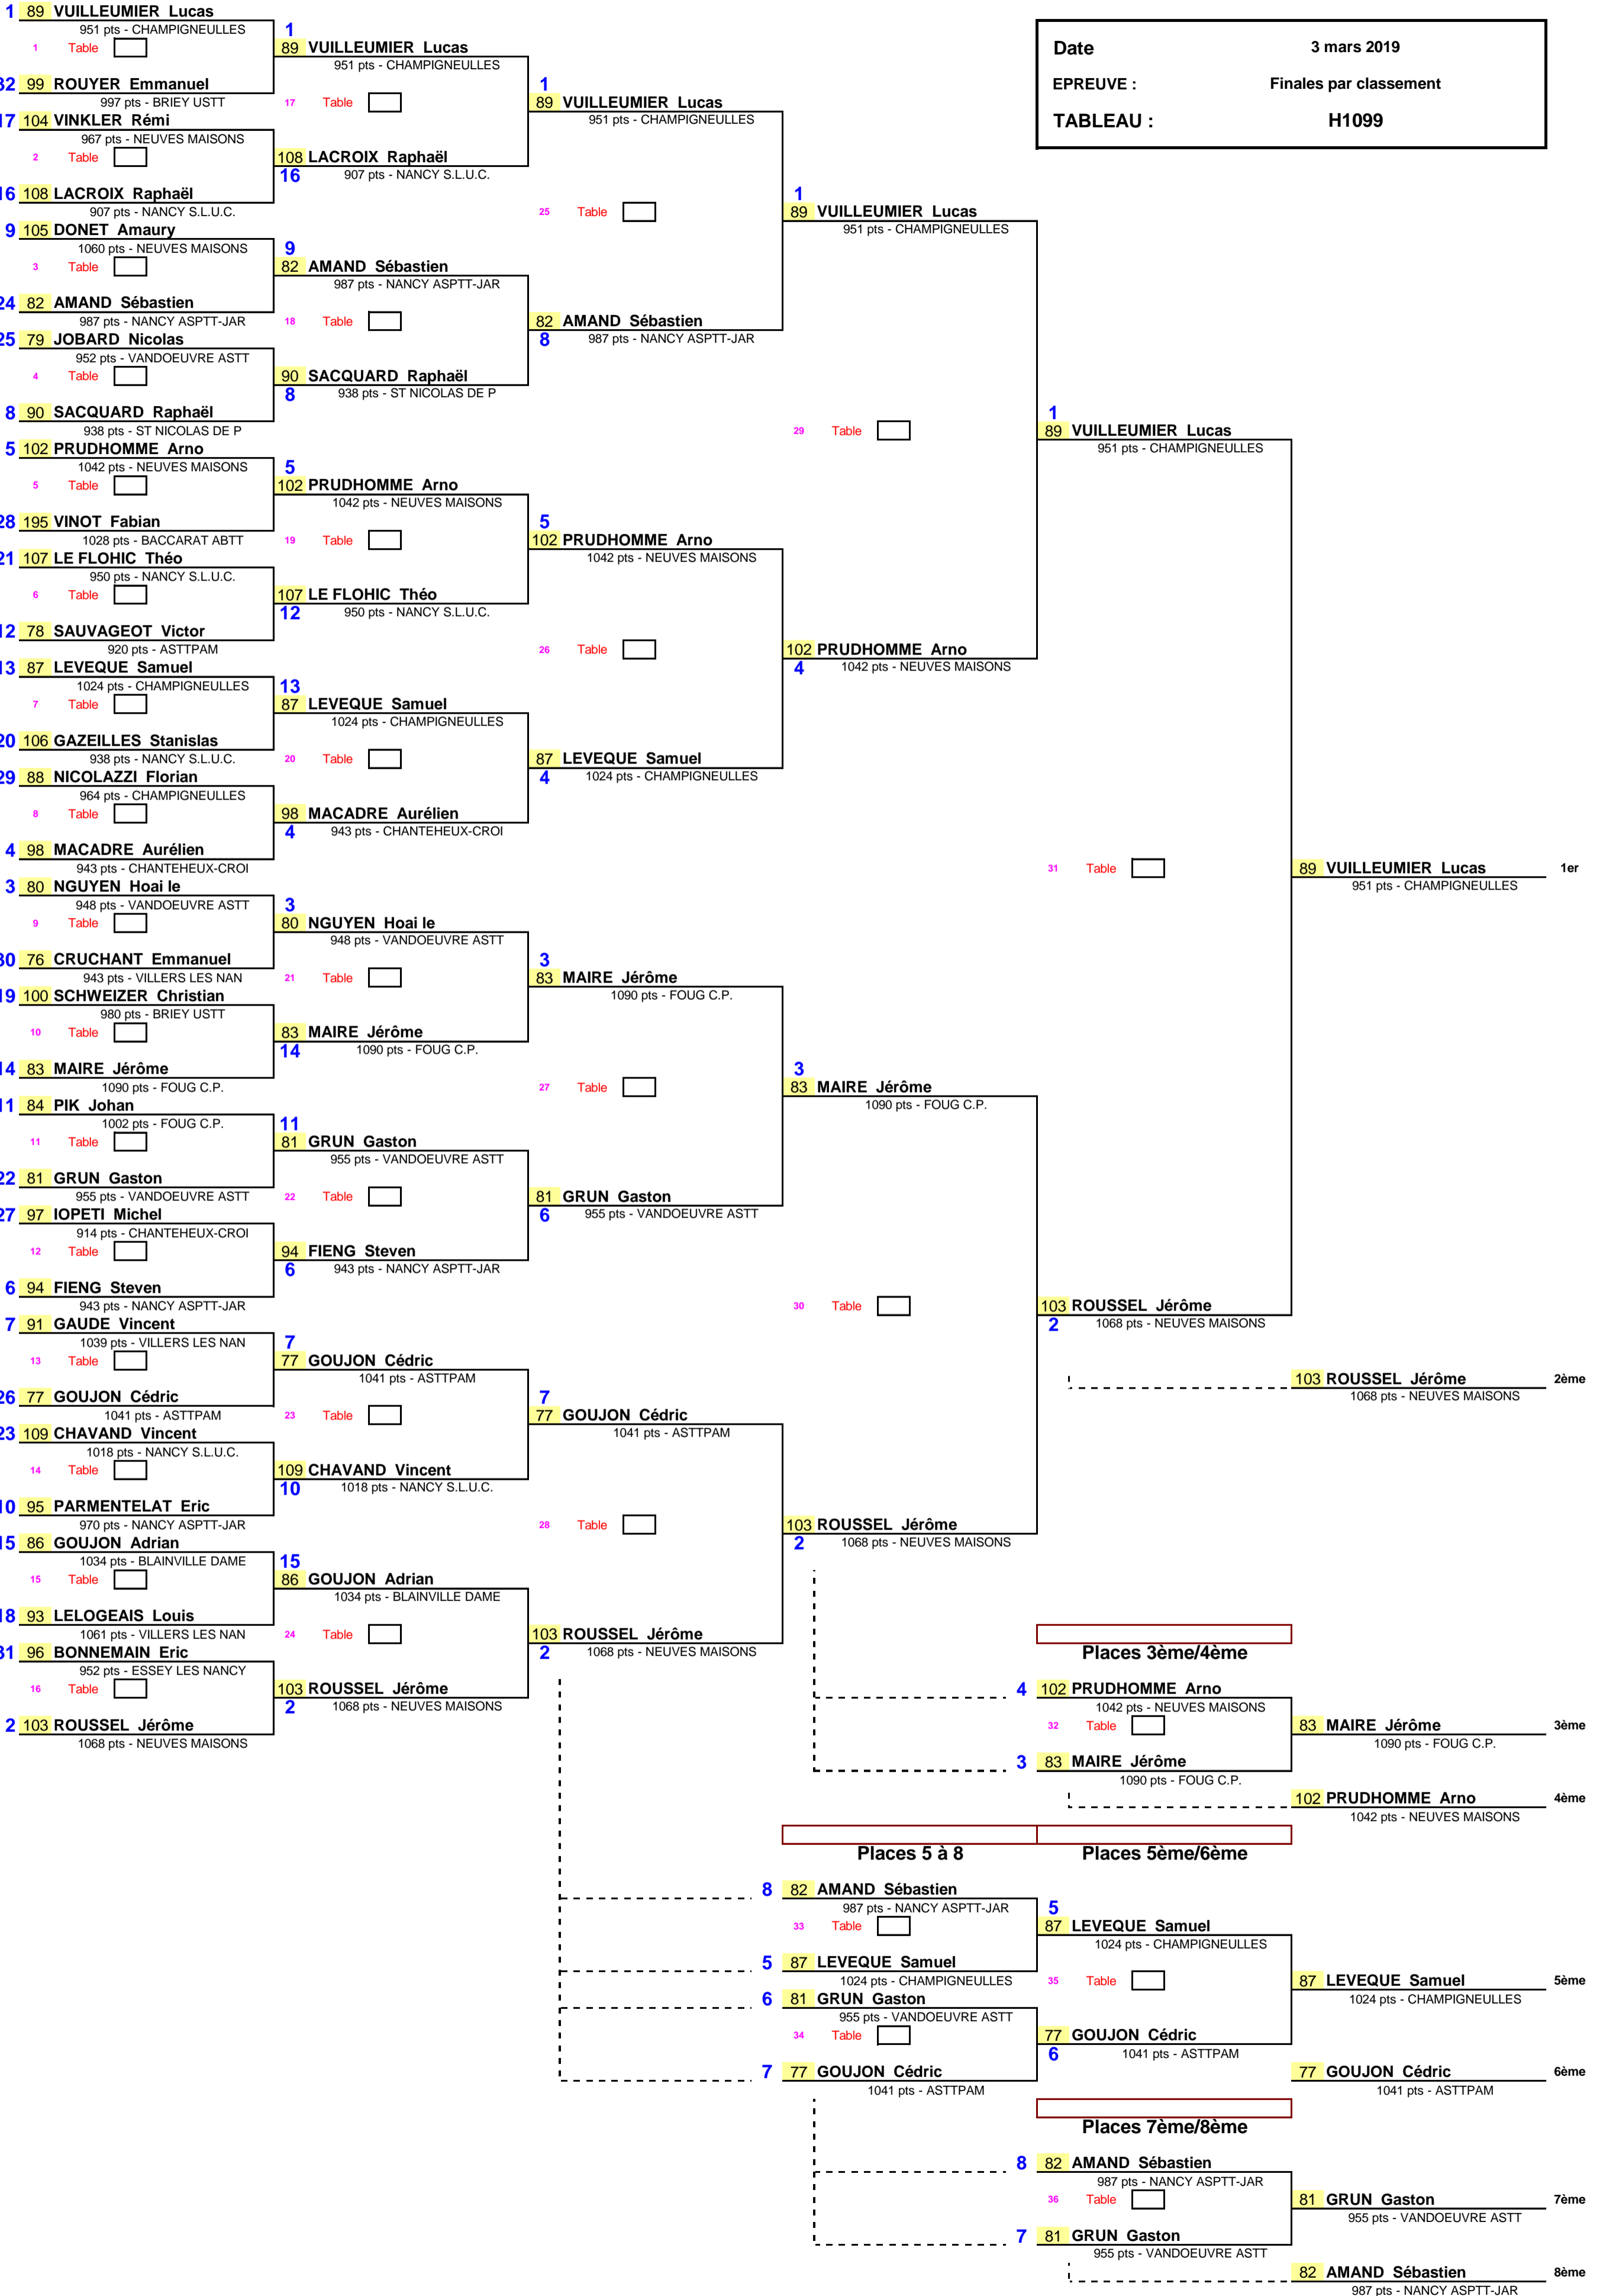 Date 3 mars 2019
EPREUVE : Finales par classement
TABLEAU : H1099
1 89 VUILLEUMIER Lucas
951 pts - CHAMPIGNEULLES
1 Table
32 99 ROUYER Emmanuel
997 pts - BRIEY USTT
17 104 VINKLER Rémi
967 pts - NEUVES MAISONS
2 Table
16 108 LACROIX Raphaël
907 pts - NANCY S.L.U.C.
9 105 DONET Amaury
1060 pts - NEUVES MAISONS
3 Table
24 82 AMAND Sébastien
987 pts - NANCY ASPTT-JAR
25 79 JOBARD Nicolas
952 pts - VANDOEUVRE ASTT
4 Table
8 90 SACQUARD Raphaël
938 pts - ST NICOLAS DE P
5 102 PRUDHOMME Arno
1042 pts - NEUVES MAISONS
5 Table
28 195 VINOT Fabian
1028 pts - BACCARAT ABTT
21 107 LE FLOHIC Théo
950 pts - NANCY S.L.U.C.
6 Table
12 78 SAUVAGEOT Victor
920 pts - ASTTPAM
13 87 LEVEQUE Samuel
1024 pts - CHAMPIGNEULLES
7 Table
20 106 GAZEILLES Stanislas
938 pts - NANCY S.L.U.C.
29 88 NICOLAZZI Florian
964 pts - CHAMPIGNEULLES
8 Table
4 98 MACADRE Aurélien
943 pts - CHANTEHEUX-CROI
3 80 NGUYEN Hoai le
948 pts - VANDOEUVRE ASTT
9 Table
30 76 CRUCHANT Emmanuel
943 pts - VILLERS LES NAN
19 100 SCHWEIZER Christian
980 pts - BRIEY USTT
10 Table
14 83 MAIRE Jérôme
1090 pts - FOUG C.P.
11 84 PIK Johan
1002 pts - FOUG C.P.
11 Table
22 81 GRUN Gaston
955 pts - VANDOEUVRE ASTT
27 97 IOPETI Michel
914 pts - CHANTEHEUX-CROI
12 Table
6 94 FIENG Steven
943 pts - NANCY ASPTT-JAR
7 91 GAUDE Vincent
1039 pts - VILLERS LES NAN
13 Table
26 77 GOUJON Cédric
1041 pts - ASTTPAM
23 109 CHAVAND Vincent
1018 pts - NANCY S.L.U.C.
14 Table
10 95 PARMENTELAT Eric
970 pts - NANCY ASPTT-JAR
15 86 GOUJON Adrian
1034 pts - BLAINVILLE DAME
15 Table
18 93 LELOGEAIS Louis
1061 pts - VILLERS LES NAN
31 96 BONNEMAIN Eric
952 pts - ESSEY LES NANCY
16 Table
2 103 ROUSSEL Jérôme
1068 pts - NEUVES MAISONS
1
89 VUILLEUMIER Lucas
951 pts - CHAMPIGNEULLES
17 Table
108 LACROIX Raphaël
16 907 pts - NANCY S.L.U.C.
9
82 AMAND Sébastien
987 pts - NANCY ASPTT-JAR
18 Table
90 SACQUARD Raphaël
8 938 pts - ST NICOLAS DE P
5
102 PRUDHOMME Arno
1042 pts - NEUVES MAISONS
19 Table
107 LE FLOHIC Théo
12 950 pts - NANCY S.L.U.C.
13
87 LEVEQUE Samuel
1024 pts - CHAMPIGNEULLES
20 Table
98 MACADRE Aurélien
4 943 pts - CHANTEHEUX-CROI
3
80 NGUYEN Hoai le
948 pts - VANDOEUVRE ASTT
21 Table
83 MAIRE Jérôme
14 1090 pts - FOUG C.P.
11
81 GRUN Gaston
955 pts - VANDOEUVRE ASTT
22 Table
94 FIENG Steven
6 943 pts - NANCY ASPTT-JAR
7
77 GOUJON Cédric
1041 pts - ASTTPAM
23 Table
109 CHAVAND Vincent
10 1018 pts - NANCY S.L.U.C.
15
86 GOUJON Adrian
1034 pts - BLAINVILLE DAME
24 Table
103 ROUSSEL Jérôme
2 1068 pts - NEUVES MAISONS
1
89 VUILLEUMIER Lucas
951 pts - CHAMPIGNEULLES
25 Table
82 AMAND Sébastien
8 987 pts - NANCY ASPTT-JAR
5
102 PRUDHOMME Arno
1042 pts - NEUVES MAISONS
26 Table
87 LEVEQUE Samuel
4 1024 pts - CHAMPIGNEULLES
3
83 MAIRE Jérôme
1090 pts - FOUG C.P.
27 Table
81 GRUN Gaston
6 955 pts - VANDOEUVRE ASTT
7
77 GOUJON Cédric
1041 pts - ASTTPAM
28 Table
103 ROUSSEL Jérôme
2 1068 pts - NEUVES MAISONS
1
89 VUILLEUMIER Lucas
951 pts - CHAMPIGNEULLES
29 Table
102 PRUDHOMME Arno
4 1042 pts - NEUVES MAISONS
3
83 MAIRE Jérôme
1090 pts - FOUG C.P.
30 Table
103 ROUSSEL Jérôme
2 1068 pts - NEUVES MAISONS
1
89 VUILLEUMIER Lucas
951 pts - CHAMPIGNEULLES
31 Table
103 ROUSSEL Jérôme
2 1068 pts - NEUVES MAISONS
89 VUILLEUMIER Lucas 1er
951 pts - CHAMPIGNEULLES
103 ROUSSEL Jérôme 2ème
1068 pts - NEUVES MAISONS
Places 3ème/4ème
4 102 PRUDHOMME Arno
1042 pts - NEUVES MAISONS
32 Table
3 83 MAIRE Jérôme
1090 pts - FOUG C.P.
83 MAIRE Jérôme 3ème
1090 pts - FOUG C.P.
102 PRUDHOMME Arno 4ème
1042 pts - NEUVES MAISONS
Places 5 à 8
8 82 AMAND Sébastien
987 pts - NANCY ASPTT-JAR
33 Table
5 87 LEVEQUE Samuel
1024 pts - CHAMPIGNEULLES
6 81 GRUN Gaston
955 pts - VANDOEUVRE ASTT
34 Table
7 77 GOUJON Cédric
1041 pts - ASTTPAM
Places 5ème/6ème
5
87 LEVEQUE Samuel
1024 pts - CHAMPIGNEULLES
35 Table
77 GOUJON Cédric
6 1041 pts - ASTTPAM
87 LEVEQUE Samuel 5ème
1024 pts - CHAMPIGNEULLES
77 GOUJON Cédric 6ème
1041 pts - ASTTPAM
Places 7ème/8ème
8 82 AMAND Sébastien
987 pts - NANCY ASPTT-JAR
36 Table
7 81 GRUN Gaston
955 pts - VANDOEUVRE ASTT
81 GRUN Gaston 7ème
955 pts - VANDOEUVRE ASTT
82 AMAND Sébastien 8ème
987 pts - NANCY ASPTT-JAR